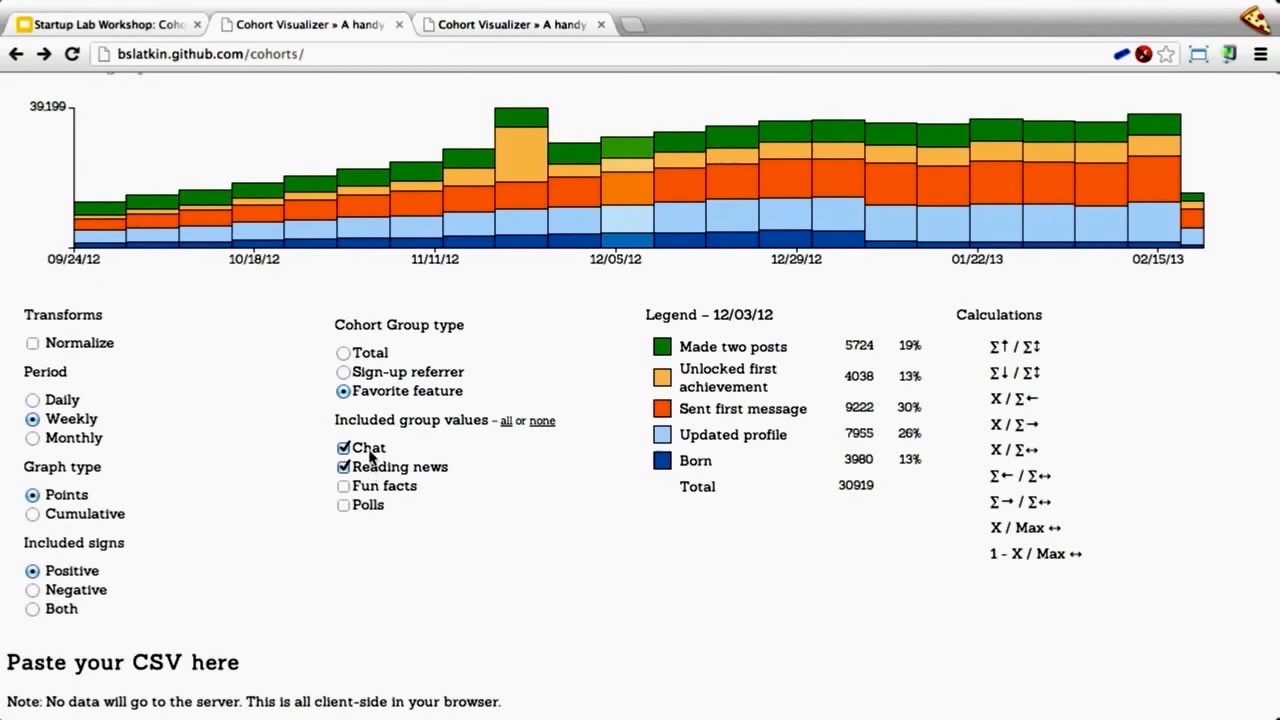 Startup Lab Workshop: Coho
Cohort Visualizer » A handy
Cohort Visualizer » A handy
bslatkin.github.com/cohorts/
39,199
09/24/12 10/18/12 11/11/12 12/05/12 12/29/12 01/22/13 02/15/13
Transforms
Normalize
Period
Daily
Weekly
Monthly
Graph type
Points
Cumulative
Included signs
Positive
Negative
Both
Cohort Group type
Total
Sign-up referrer
Favorite feature
Included group values – all or none
Chat
Reading news
Fun facts
Polls
Legend – 12/03/12
Made two posts 5724 19%
Unlocked first
achievement 4038 13%
Sent first message 9222 30%
Updated profile 7955 26%
Born 3980 13%
Total 30919
Calculations
Σ↑ / Σ↕
Σ↓ / Σ↕
X / Σ←
X / Σ→
X / Σ↔
Σ← / Σ↔
Σ→ / Σ↔
X / Max ↔
1 - X / Max ↔
Paste your CSV here
Note: No data will go to the server. This is all client-side in your browser.